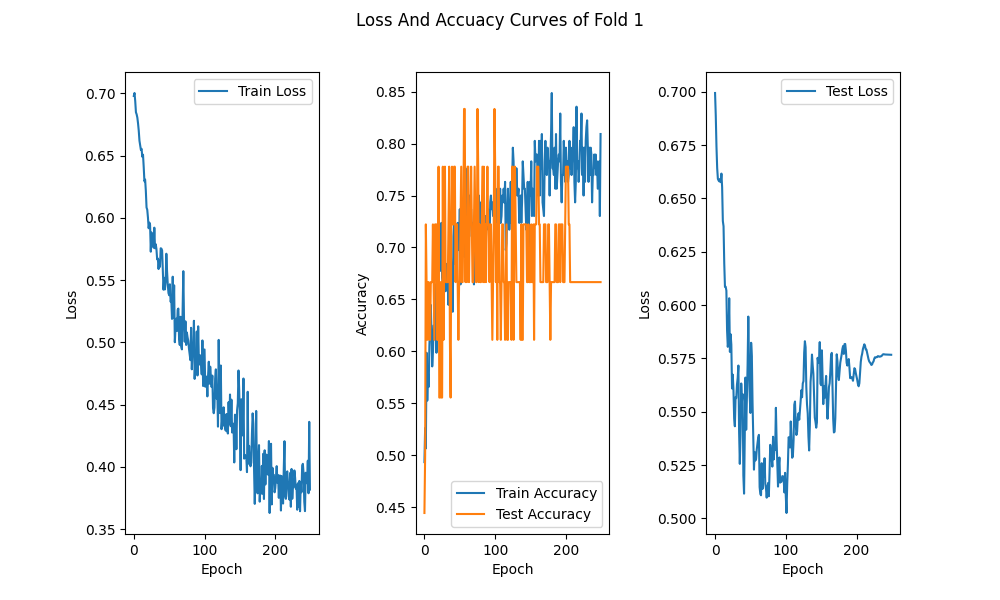 Loss And Accuacy Curves of Fold 1
Train Loss
0.70
0.65
0.60
0.55
0.50
0.45
0.40
0.35
Loss
0 100 200
Epoch
0.85
0.80
0.75
0.70
0.65
0.60
0.55
0.50
0.45
Accuracy
Train Accuracy
Test Accuracy
0 100 200
Epoch
Test Loss
0.700
0.675
0.650
0.625
0.600
0.575
0.550
0.525
0.500
Loss
0 100 200
Epoch